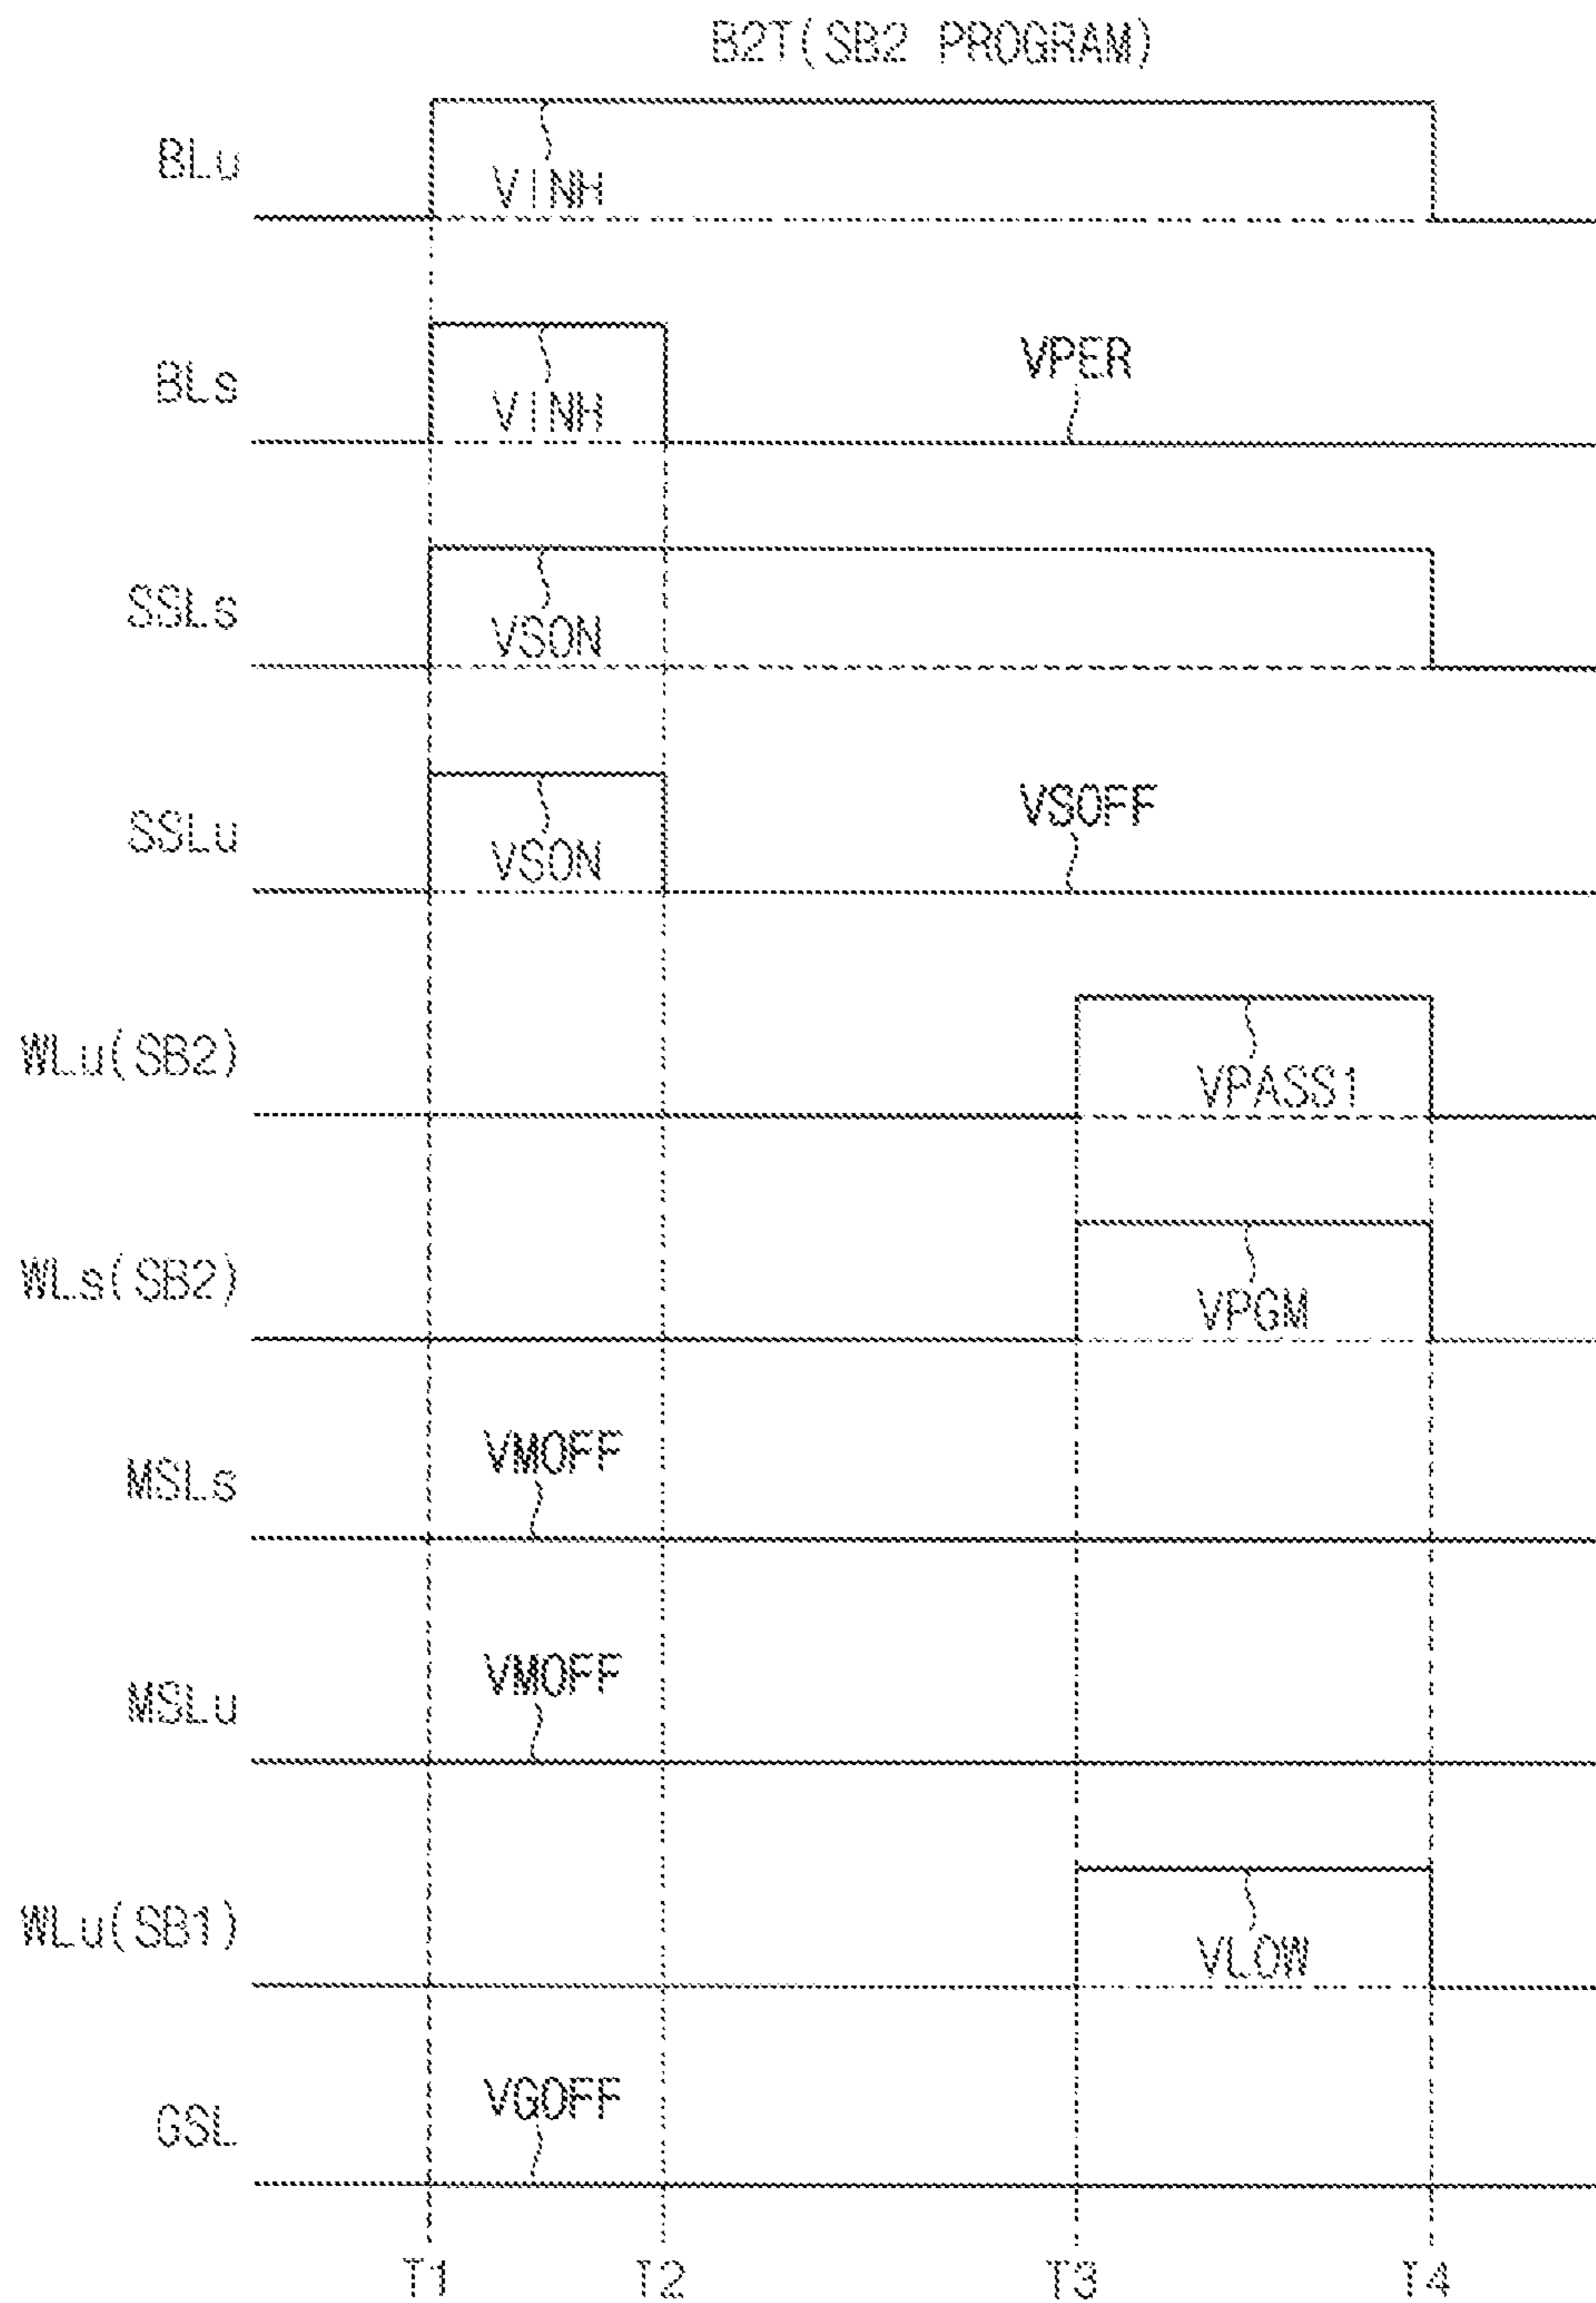 B2T(SB2 PROGRAM)
BLu
VINH
BLs
VINH
VPER
SSLs
VSON
SSLu
VSON
VSOFF
WLu(SB2)
VPASS1
WLs(SB2)
VPGM
MSLs
VMOFF
MSLu
VMOFF
WLu(SB1)
VLOW
GSL
VGOFF
T1 T2 T3 T4